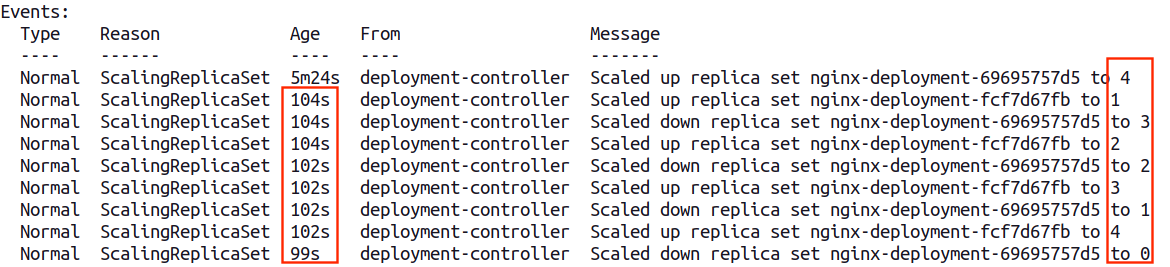 Events:
Type Reason Age From Message
---- ------ ---- ---- -------
Normal ScalingReplicaSet 5m24s deployment-controller Scaled up replica set nginx-deployment-69695757d5 to 4
Normal ScalingReplicaSet 104s deployment-controller Scaled up replica set nginx-deployment-fcf7d67fb to 1
Normal ScalingReplicaSet 104s deployment-controller Scaled down replica set nginx-deployment-69695757d5 to 3
Normal ScalingReplicaSet 104s deployment-controller Scaled up replica set nginx-deployment-fcf7d67fb to 2
Normal ScalingReplicaSet 102s deployment-controller Scaled down replica set nginx-deployment-69695757d5 to 2
Normal ScalingReplicaSet 102s deployment-controller Scaled up replica set nginx-deployment-fcf7d67fb to 3
Normal ScalingReplicaSet 102s deployment-controller Scaled down replica set nginx-deployment-69695757d5 to 1
Normal ScalingReplicaSet 102s deployment-controller Scaled up replica set nginx-deployment-fcf7d67fb to 4
Normal ScalingReplicaSet 99s deployment-controller Scaled down replica set nginx-deployment-69695757d5 to 0